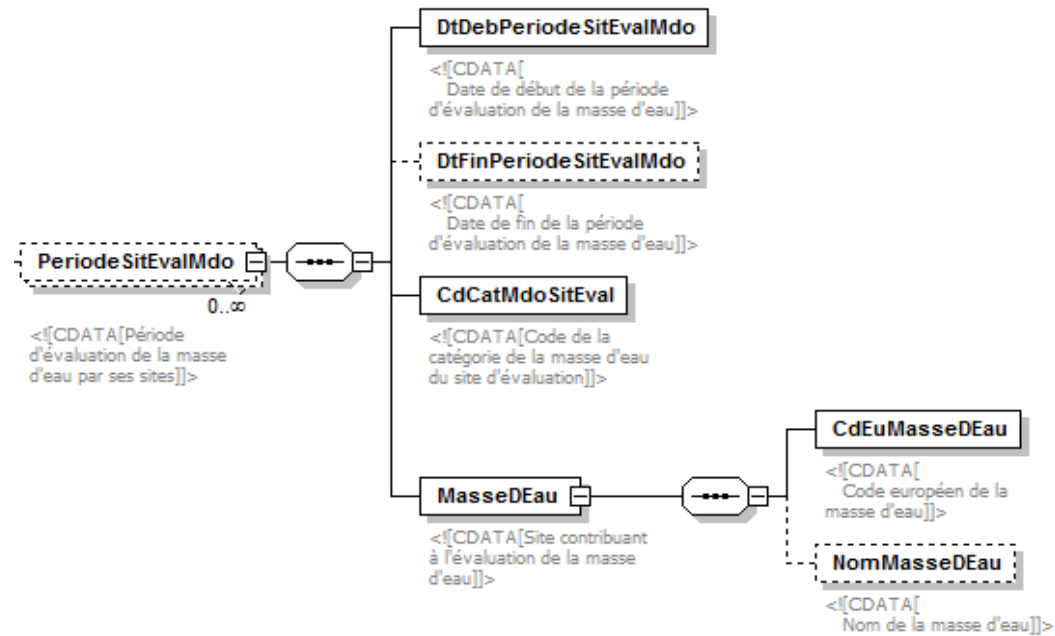 DtDebPeriodeSitEvalMdo
<![CDATA[
Date de début de la période
d'évaluation de la masse d'eau]]>
DtFinPeriodeSitEvalMdo
<![CDATA[
Date de fin de la période
d'évaluation de la masse d'eau]]>
PeriodeSitEvalMdo
0..∞
<![CDATA[Période
d'évaluation de la masse
d'eau par ses sites]]>
CdCatMdoSitEval
<![CDATA[Code de la
catégorie de la masse d'eau
du site d'évaluation]]>
MasseDEau
<![CDATA[Site contribuant
à l'évaluation de la masse
d'eau]]>
CdEuMasseDEau
<![CDATA[
Code européen de la
masse d'eau]]>
NomMasseDEau
<![CDATA[
Nom de la masse d'eau]]>